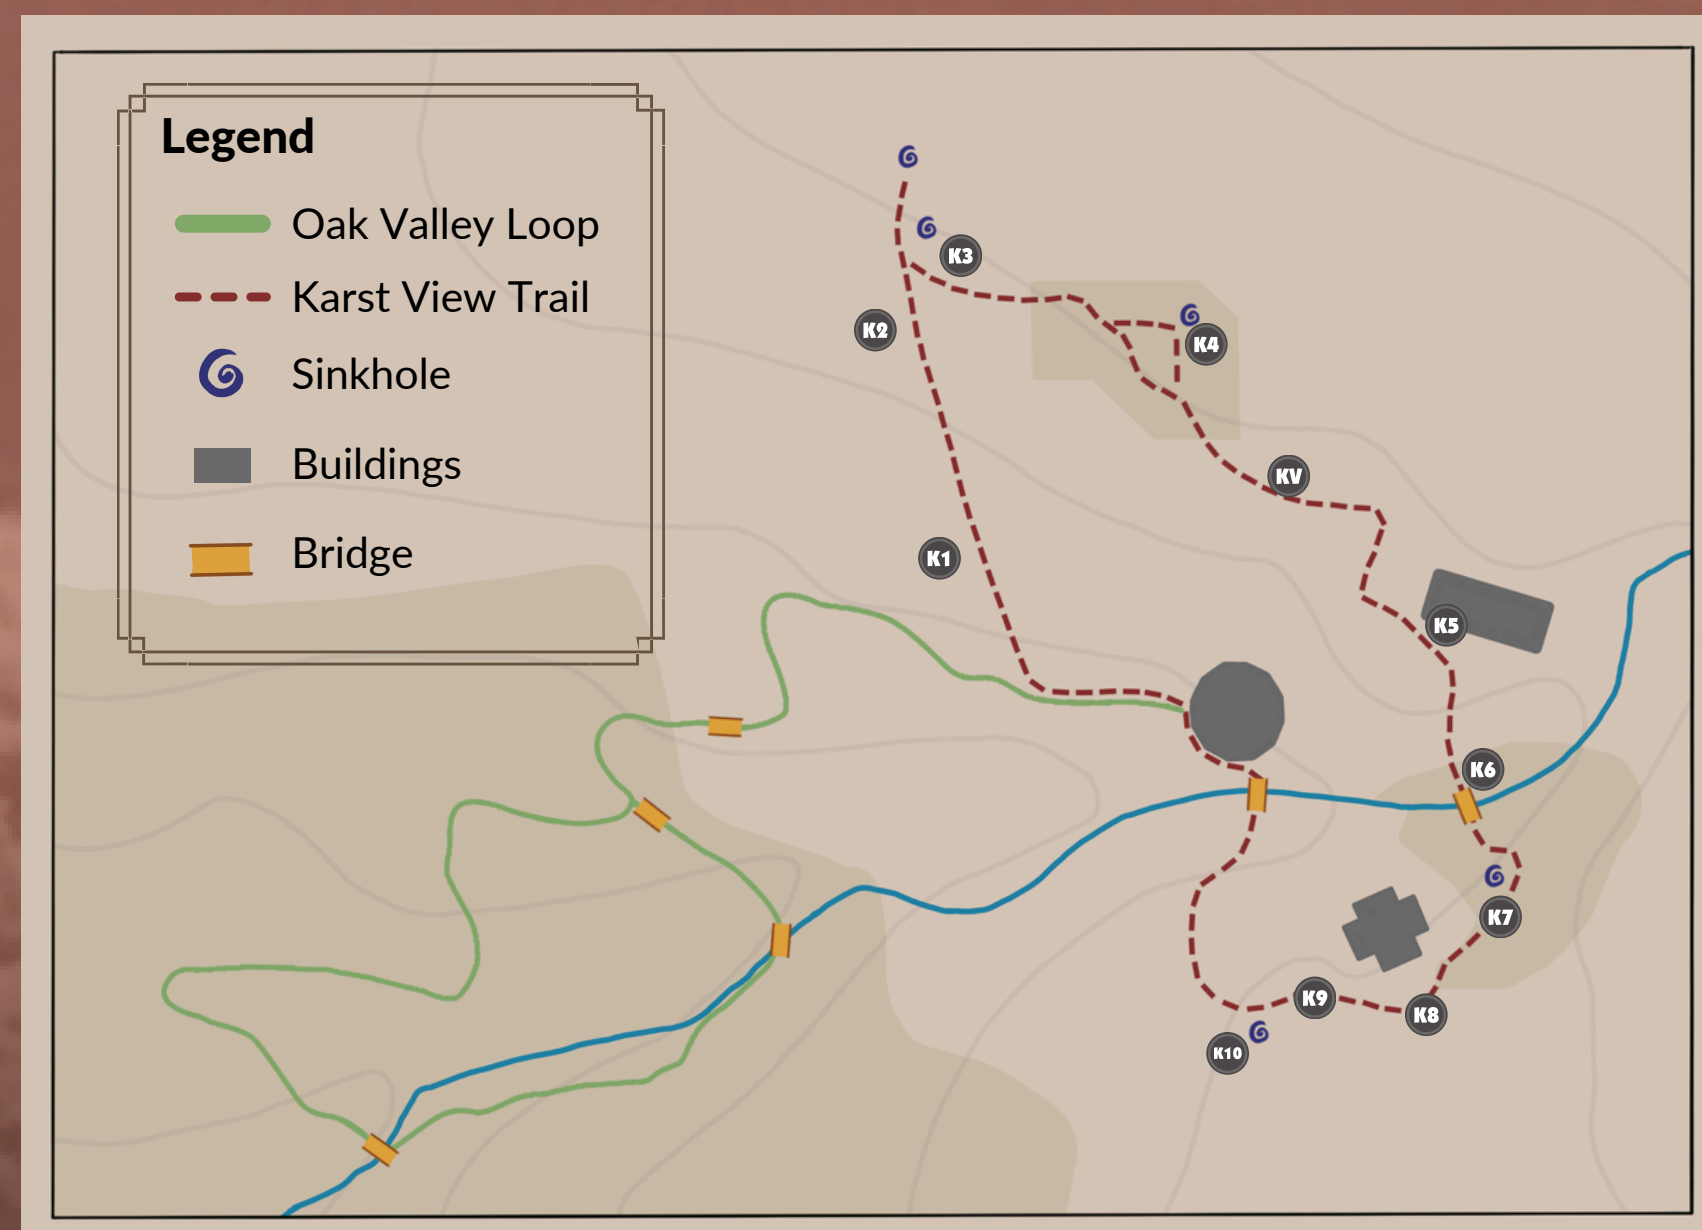 Legend
Oak Valley Loop
Karst View Trail
Sinkhole
Buildings
Bridge
K3
K2
K4
KV
K1
K5
K6
K7
K9
K8
K10